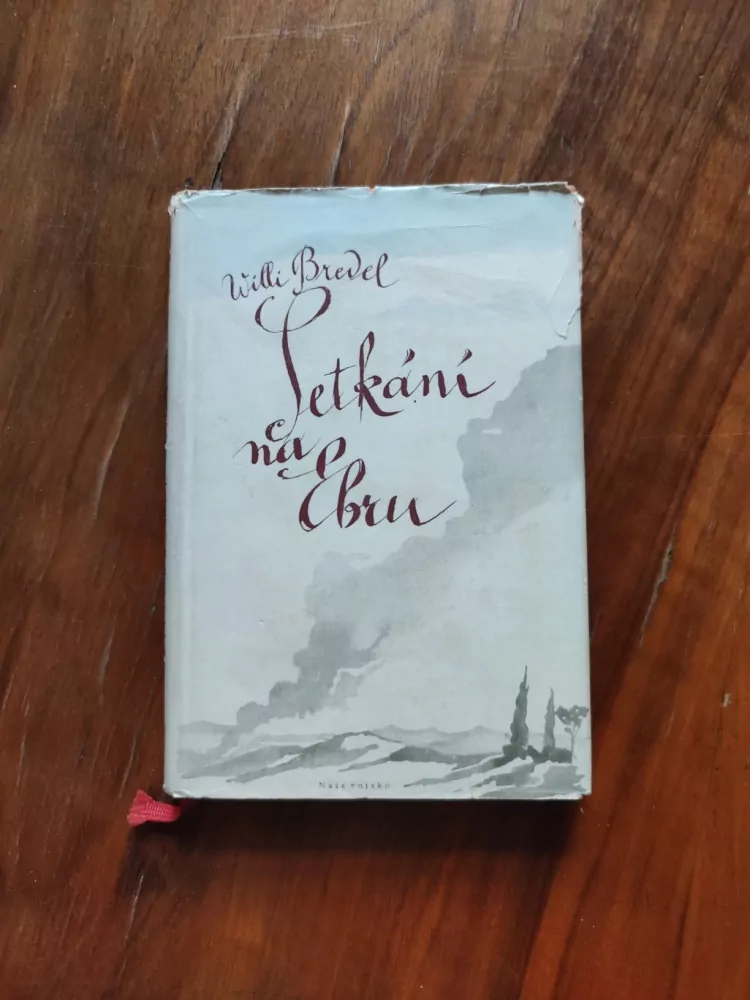 Willi Bredel
Setkání
na
Ebru
Naše vojsko